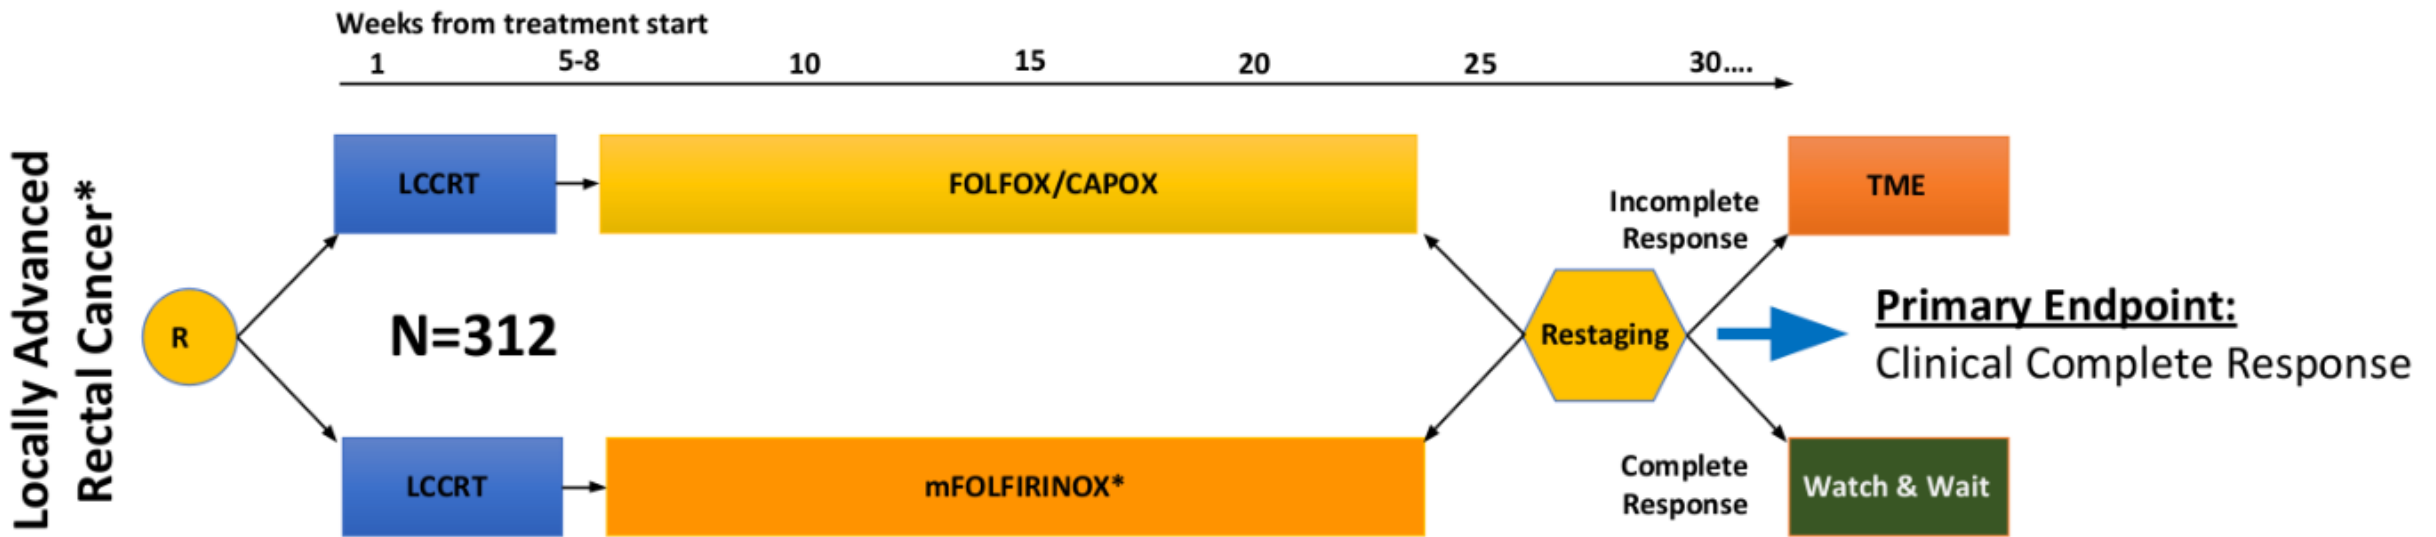 Weeks from treatment start
1 5-8 10 15 20 25 30....
Locally Advanced
Rectal Cancer*
R
LCCRT
FOLFOX/CAPOX
N=312
LCCRT
mFOLFIRINOX*
Restaging
Incomplete
Response
TME
Primary Endpoint:
Clinical Complete Response
Complete
Response
Watch & Wait